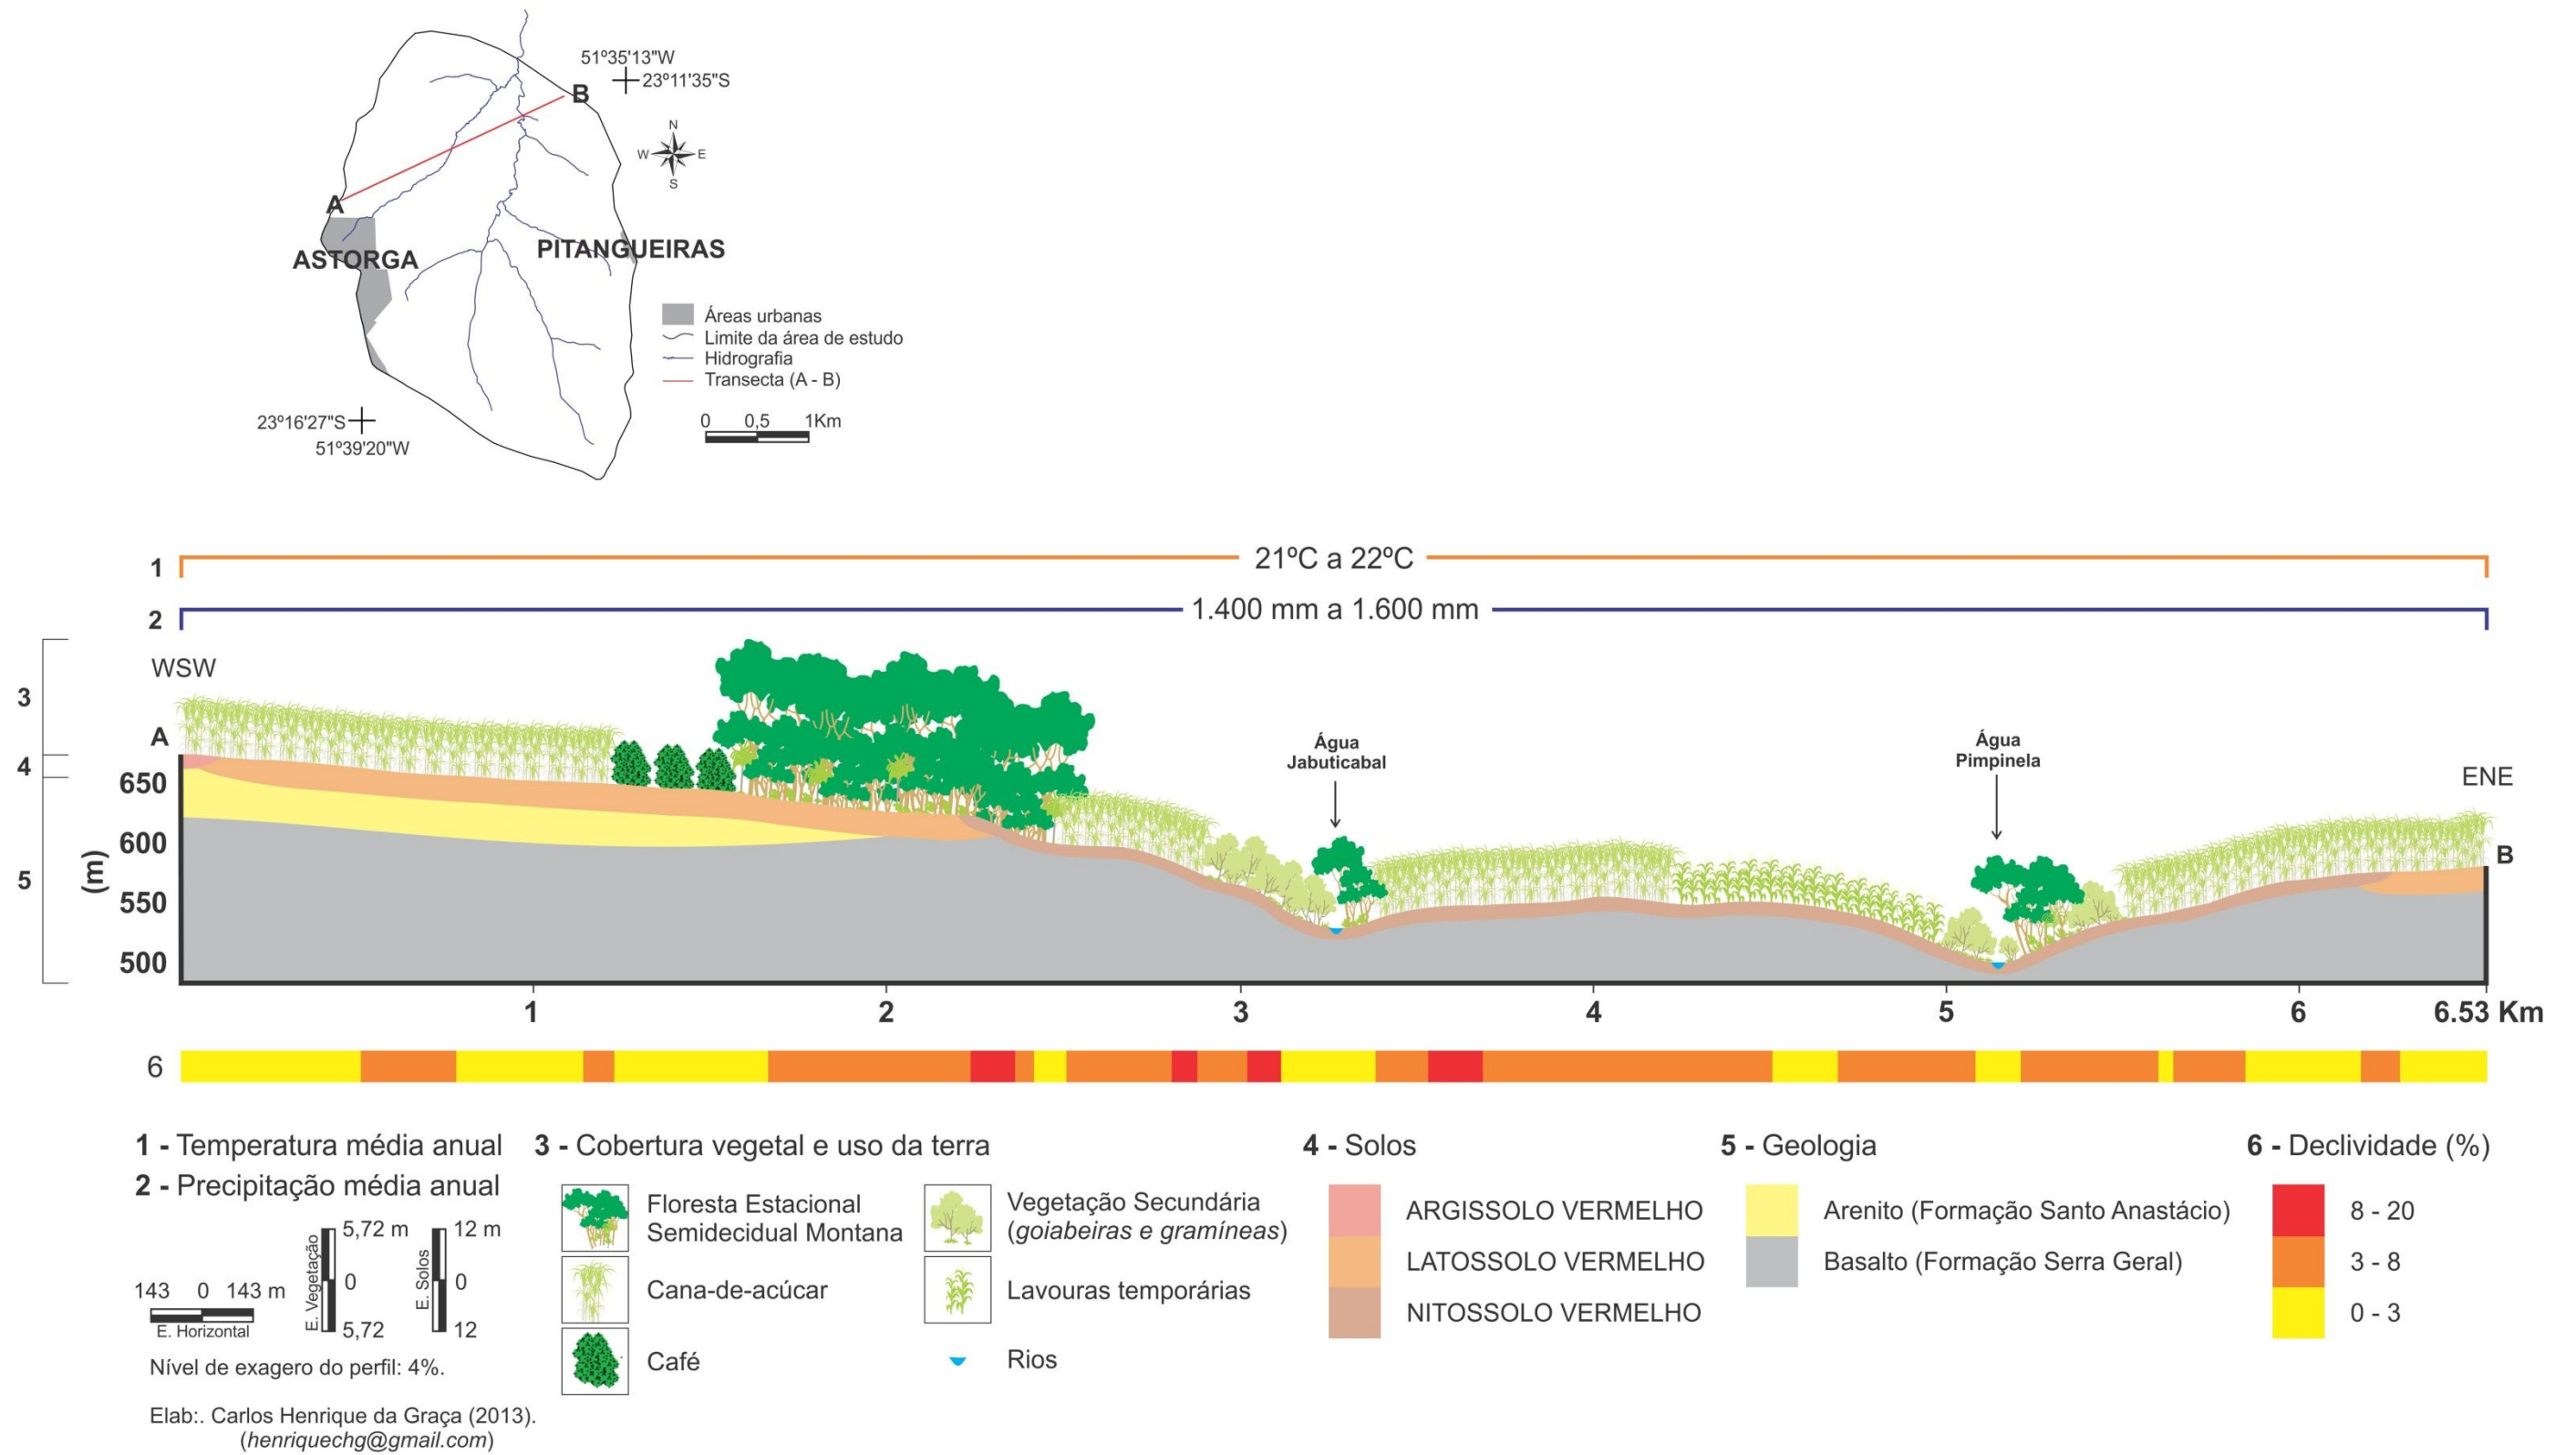 51º35'13"W
23º11'35"S
B
N
W E
S
A
ASTORGA
PITANGUEIRAS
Áreas urbanas
Limite da área de estudo
Hidrografia
Transecta (A - B)
23º16'27"S
51º39'20"W
0 0,5 1Km
1 21ºC a 22ºC
2 1.400 mm a 1.600 mm
WSW
3
A
4
5
(m)
650
600
550
500
Água
Jabuticabal
Água
Pimpinela
ENE
B
1 2 3 4 5 6 6.53 Km
6
1 - Temperatura média anual
2 - Precipitação média anual
143 0 143 m
E. Horizontal
E. Vegetação
5,72 m
0
5,72
E. Solos
12 m
0
12
Nível de exagero do perfil: 4%.
Elab:. Carlos Henrique da Graça (2013).
(henriquechg@gmail.com)
3 - Cobertura vegetal e uso da terra
Floresta Estacional
Semidecidual Montana
Cana-de-acúcar
Café
Vegetação Secundária
(goiabeiras e gramíneas)
Lavouras temporárias
Rios
4 - Solos
ARGISSOLO VERMELHO
LATOSSOLO VERMELHO
NITOSSOLO VERMELHO
5 - Geologia
Arenito (Formação Santo Anastácio)
Basalto (Formação Serra Geral)
6 - Declividade (%)
8 - 20
3 - 8
0 - 3